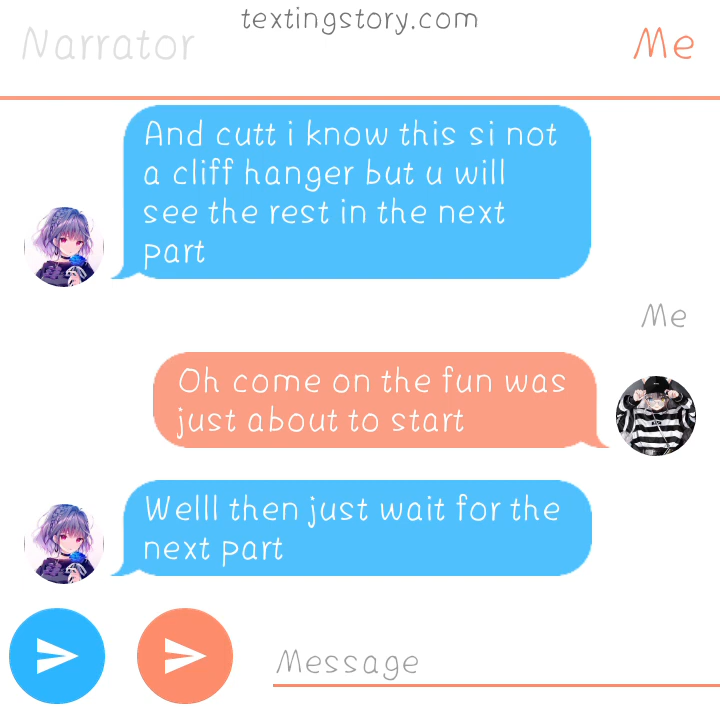 textingstory.com
Narrator
Me
And cutt i know this si not
a cliff hanger but u will
see the rest in the next
part
Me
Oh come on the fun was
just about to start
Welll then just wait for the
next part
Message